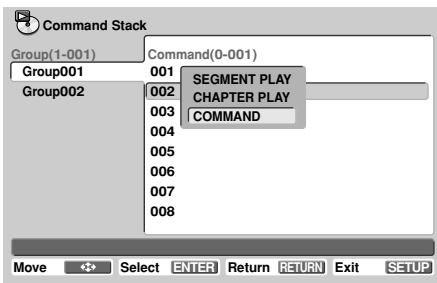 Command Stack
Group(1-001) Command(0-001)
Group001 001 SEGMENT PLAY
Group002 002 CHAPTER PLAY
003 COMMAND
004
005
006
007
008
Move Select ENTER Return RETURN Exit SETUP